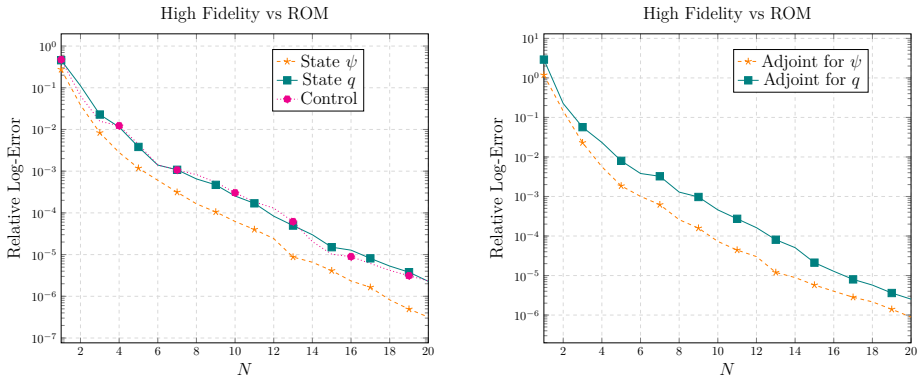 High Fidelity vs ROM
Relative Log-Error
10^0
10^−1
10^−2
10^−3
10^−4
10^−5
10^−6
10^−7
State ψ
State q
Control
2 4 6 8 10 12 14 16 18 20
N
High Fidelity vs ROM
Relative Log-Error
10^1
10^0
10^−1
10^−2
10^−3
10^−4
10^−5
10^−6
Adjoint for ψ
Adjoint for q
2 4 6 8 10 12 14 16 18 20
N